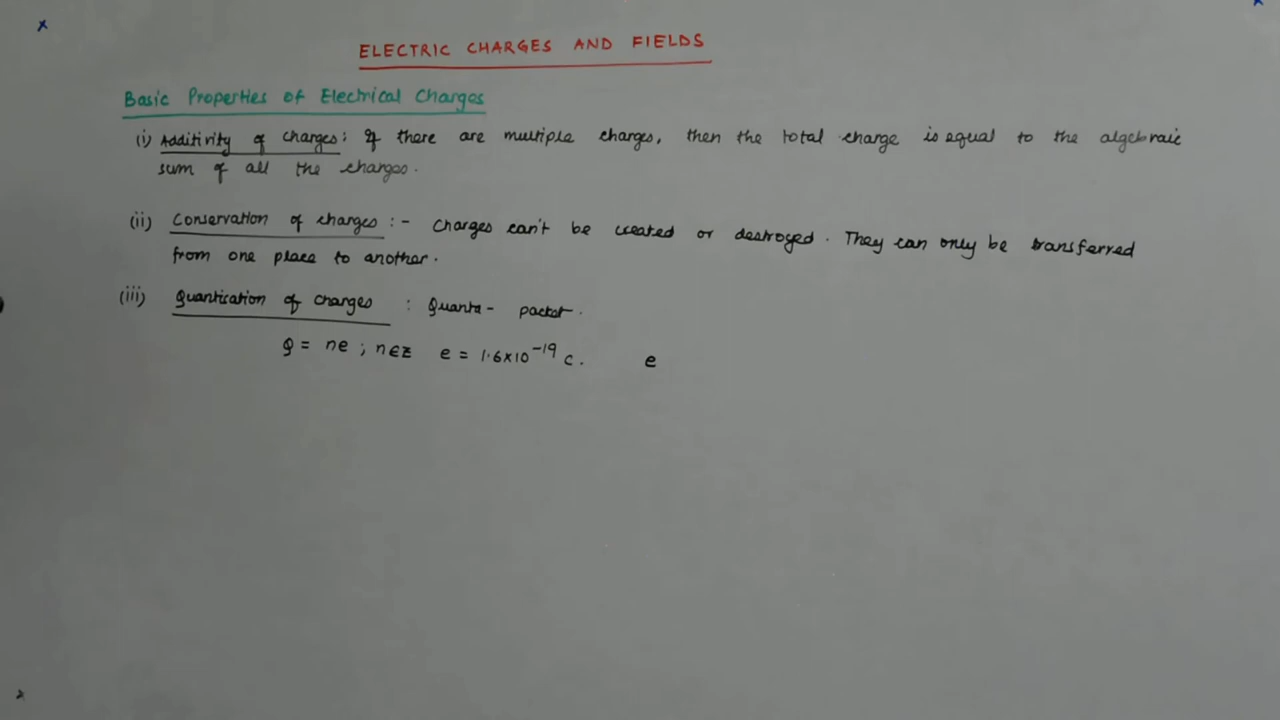 ELECTRIC CHARGES AND FIELDS
Basic Properties of Electrical Charges
(i) Additivity of charges: If there are multiple charges, then the total charge is equal to the algebraic
sum of all the charges.
(ii) Conservation of charges :- Charges can't be created or destroyed. They can only be transferred
from one place to another.
(iii) Quantisation of charges : Quanta - packet.
Q = ne ; n∈Z e = 1.6×10⁻¹⁹ C. e